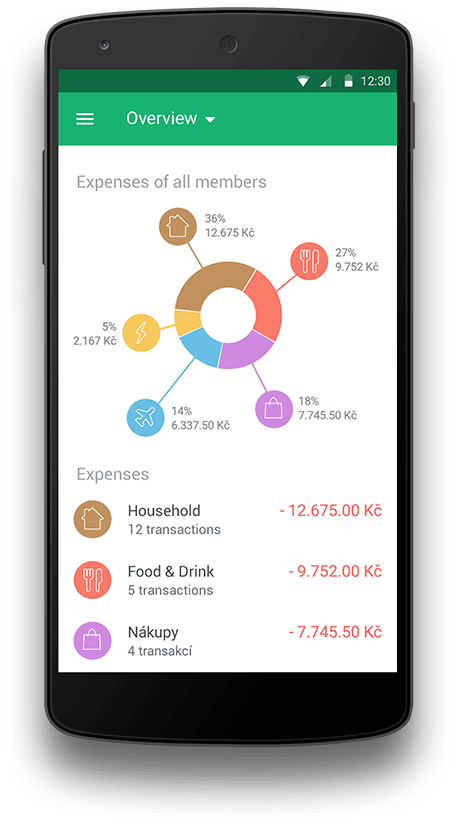 12:30
Overview
Expenses of all members
36%
12.675 Kč
27%
9.752 Kč
5%
2.167 Kč
14%
6.337.50 Kč
18%
7.745.50 Kč
Expenses
Household - 12.675.00 Kč
12 transactions
Food & Drink - 9.752.00 Kč
5 transactions
Nákupy - 7.745.50 Kč
4 transakcí